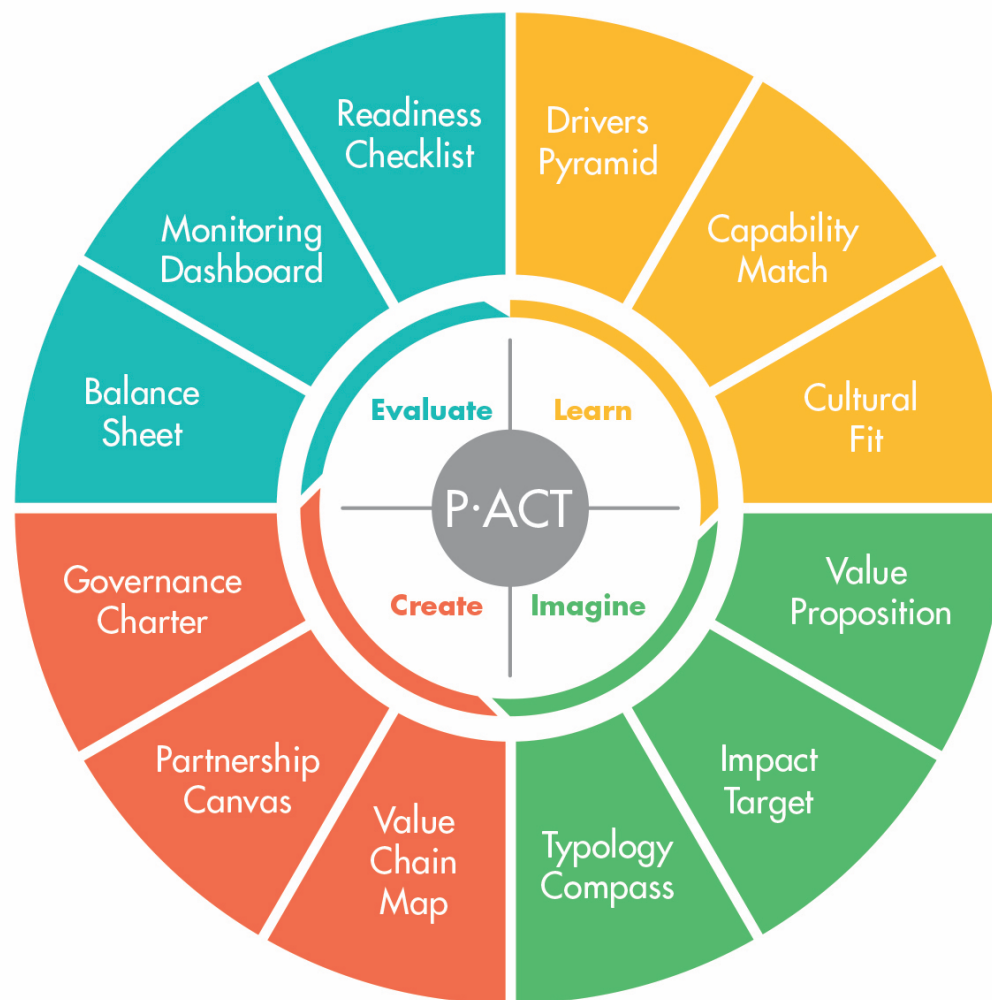 Readiness
Checklist
Drivers
Pyramid
Capability
Match
Cultural
Fit
Value
Proposition
Impact
Target
Typology
Compass
Value
Chain
Map
Partnership
Canvas
Governance
Charter
Balance
Sheet
Monitoring
Dashboard
Evaluate
Learn
P·ACT
Create
Imagine